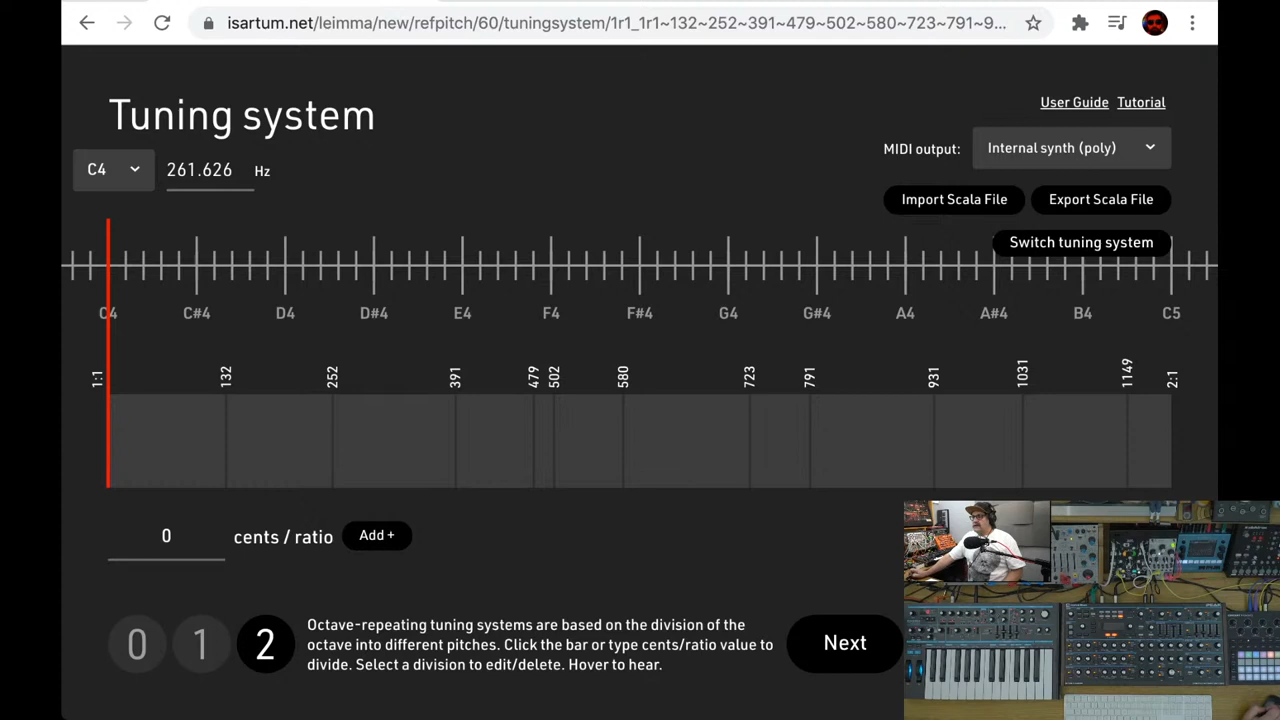 isartum.net/leimma/new/refpitch/60/tuningsystem/1r1_1r1~132~252~391~479~502~580~723~791~9...
Tuning system
User Guide Tutorial
MIDI output: Internal synth (poly)
C4 261.626 Hz
Import Scala File Export Scala File
Switch tuning system
C4 C#4 D4 D#4 E4 F4 F#4 G4 G#4 A4 A#4 B4 C5
1:1 132 252 391 479 502 580 723 791 931 1031 1149 2:1
0 cents / ratio Add +
0 1 2
Octave-repeating tuning systems are based on the division of the
octave into different pitches. Click the bar or type cents/ratio value to
divide. Select a division to edit/delete. Hover to hear.
Next